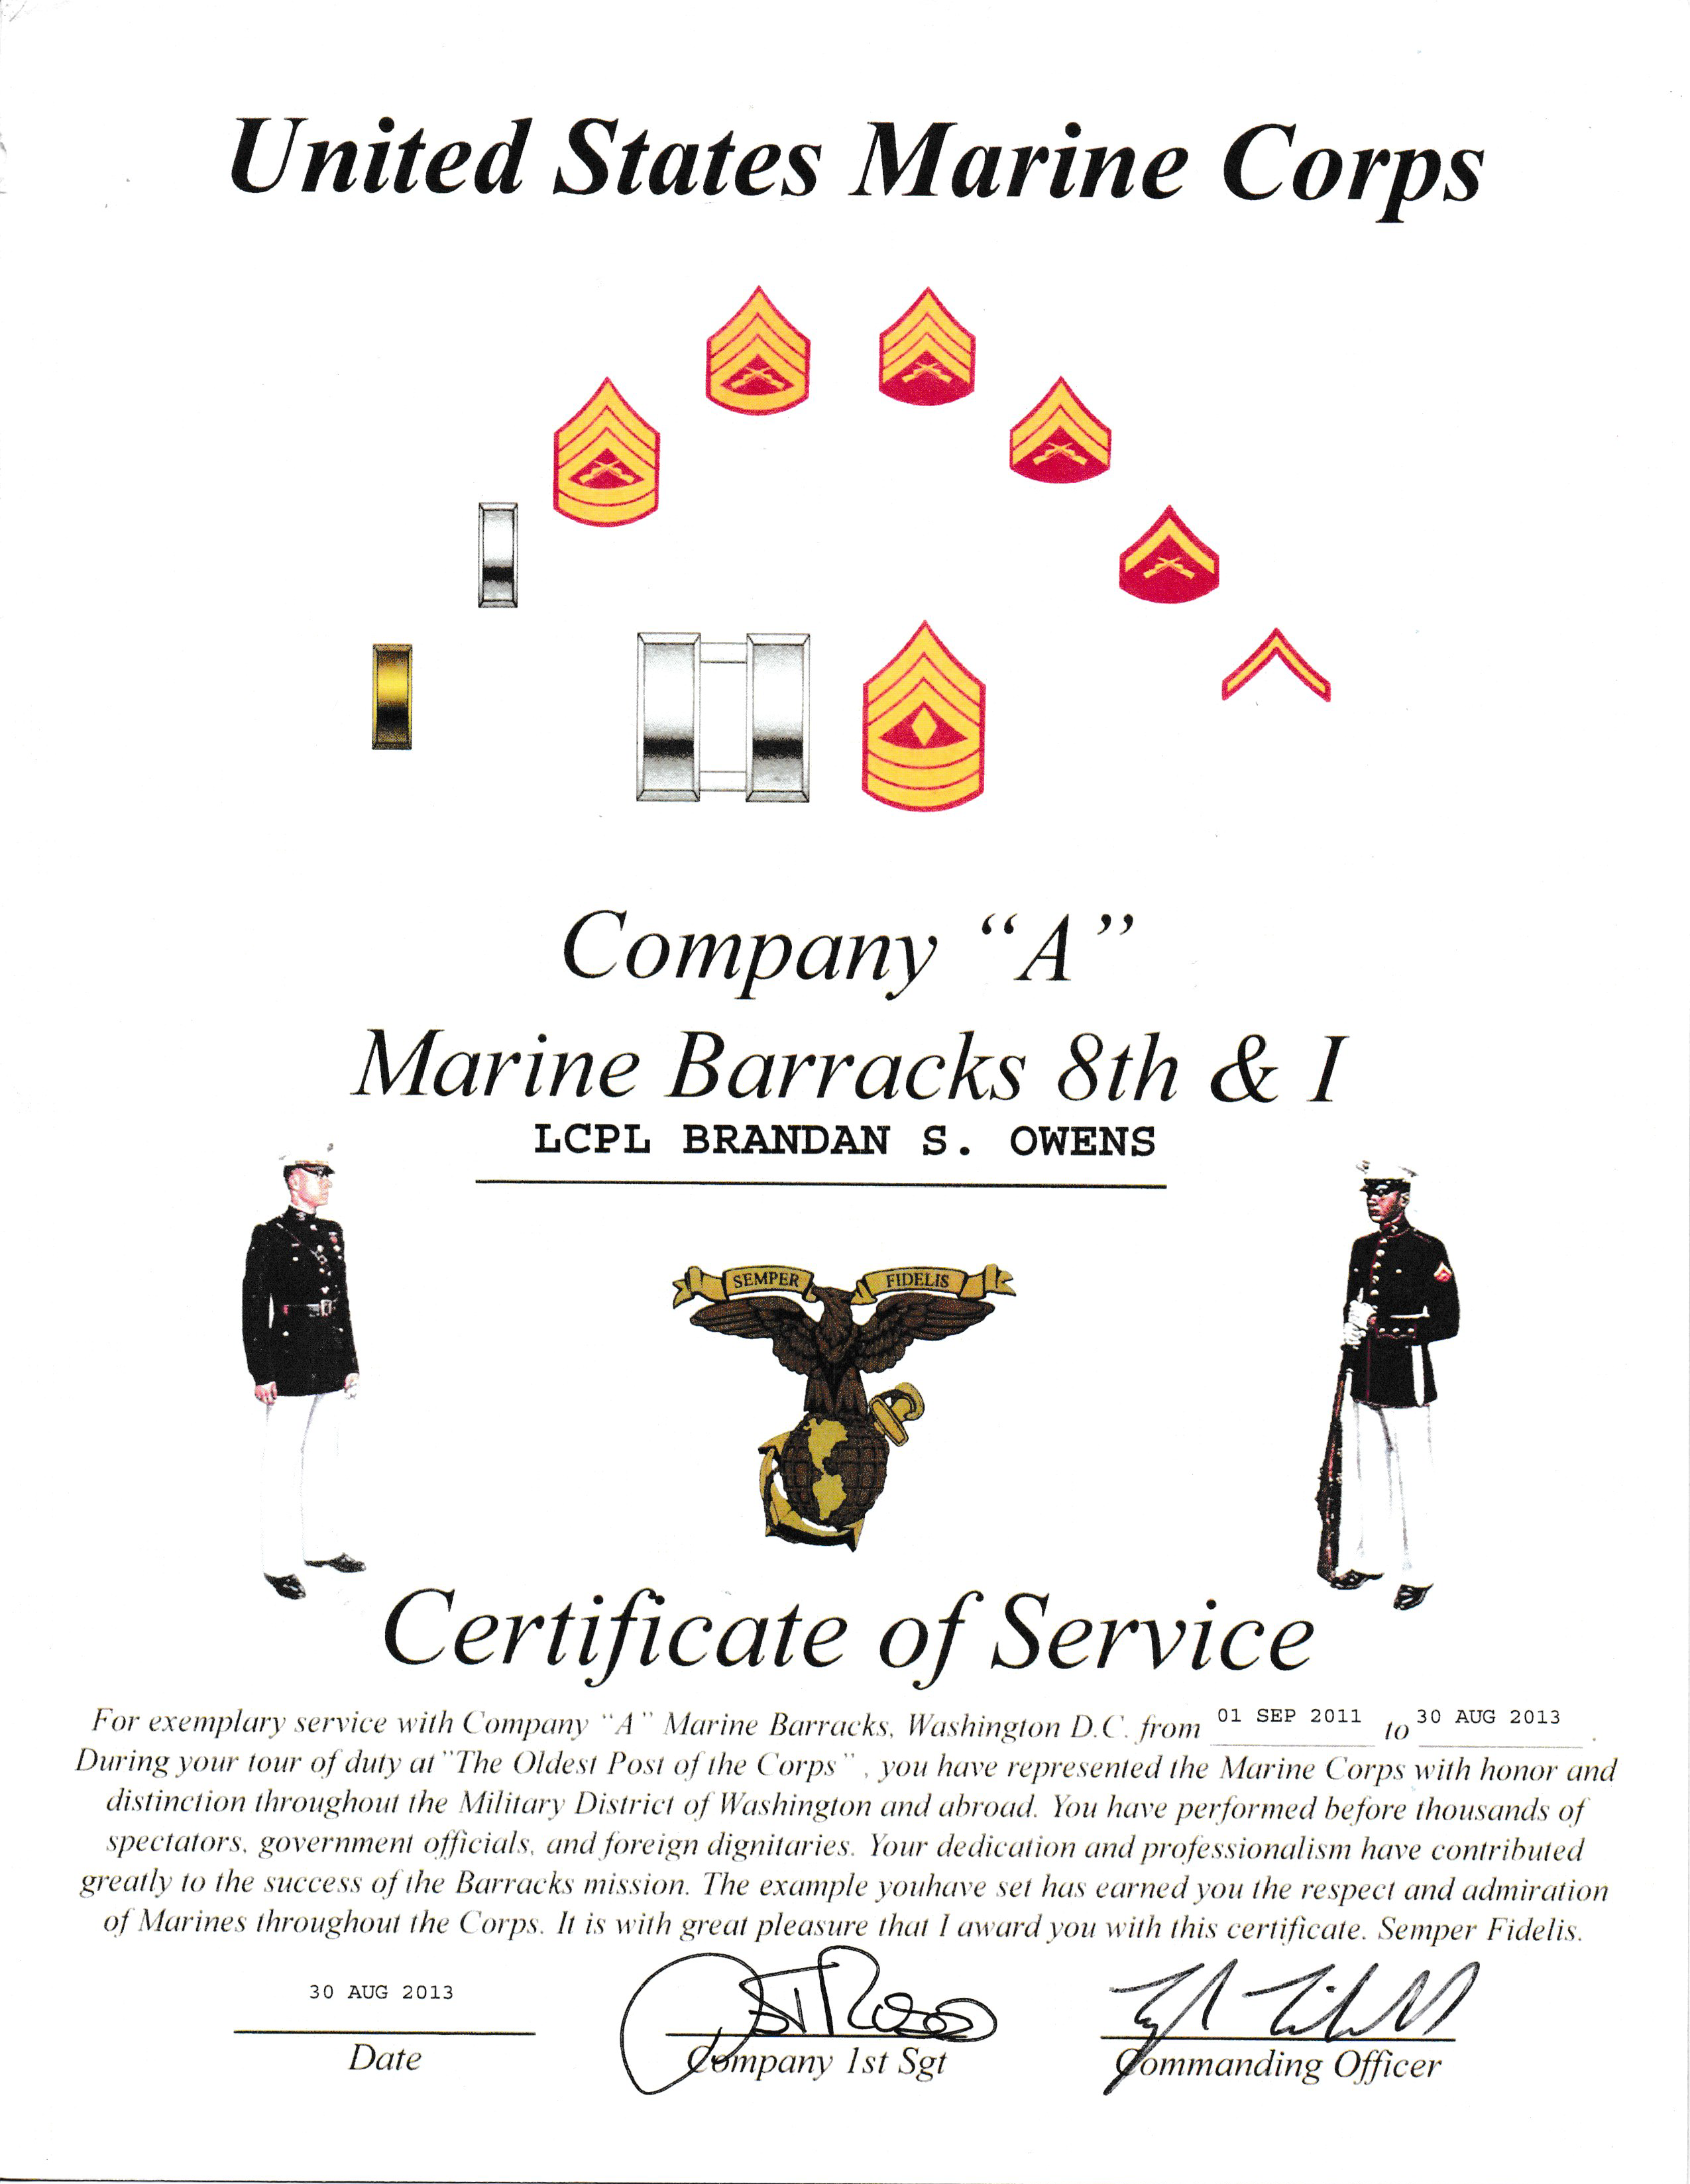 United States Marine Corps
Company “A”
Marine Barracks 8th & I
LCPL BRANDAN S. OWENS
SEMPER FIDELIS
Certificate of Service
For exemplary service with Company “A” Marine Barracks, Washington D.C. from 01 SEP 2011 to 30 AUG 2013 .
During your tour of duty at “The Oldest Post of the Corps” , you have represented the Marine Corps with honor and
distinction throughout the Military District of Washington and abroad. You have performed before thousands of
spectators, government officials, and foreign dignitaries. Your dedication and professionalism have contributed
greatly to the success of the Barracks mission. The example youhave set has earned you the respect and admiration
of Marines throughout the Corps. It is with great pleasure that I award you with this certificate. Semper Fidelis.
30 AUG 2013
Date
Company 1st Sgt
Commanding Officer